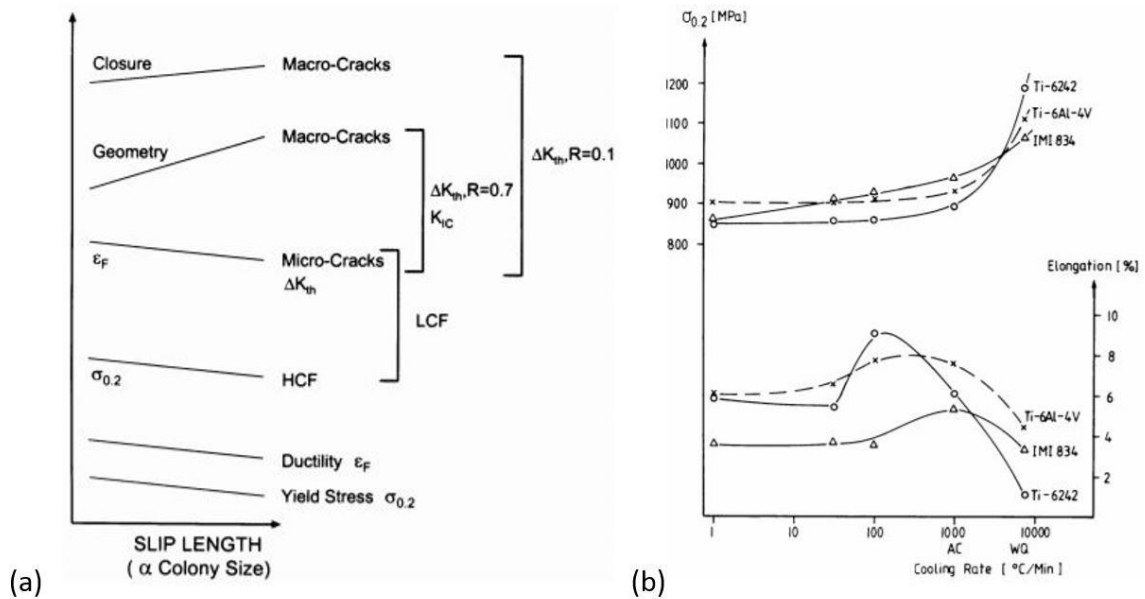 Closure
Macro-Cracks
Geometry
Macro-Cracks
ΔKth,R=0.1
ΔKth,R=0.7
KIC
εF
Micro-Cracks
ΔKth
LCF
σ0.2
HCF
Ductility εF
Yield Stress σ0.2
SLIP LENGTH
( α Colony Size)
(a)
σ0.2 [MPa]
1200
1100
1000
900
800
Ti-6242
Ti-6Al-4V
IMI 834
Elongation [%]
10
8
6
4
2
Ti-6Al-4V
IMI 834
Ti-6242
1 10 100 1000 10000
AC WQ
Cooling Rate [°C/Min]
(b)